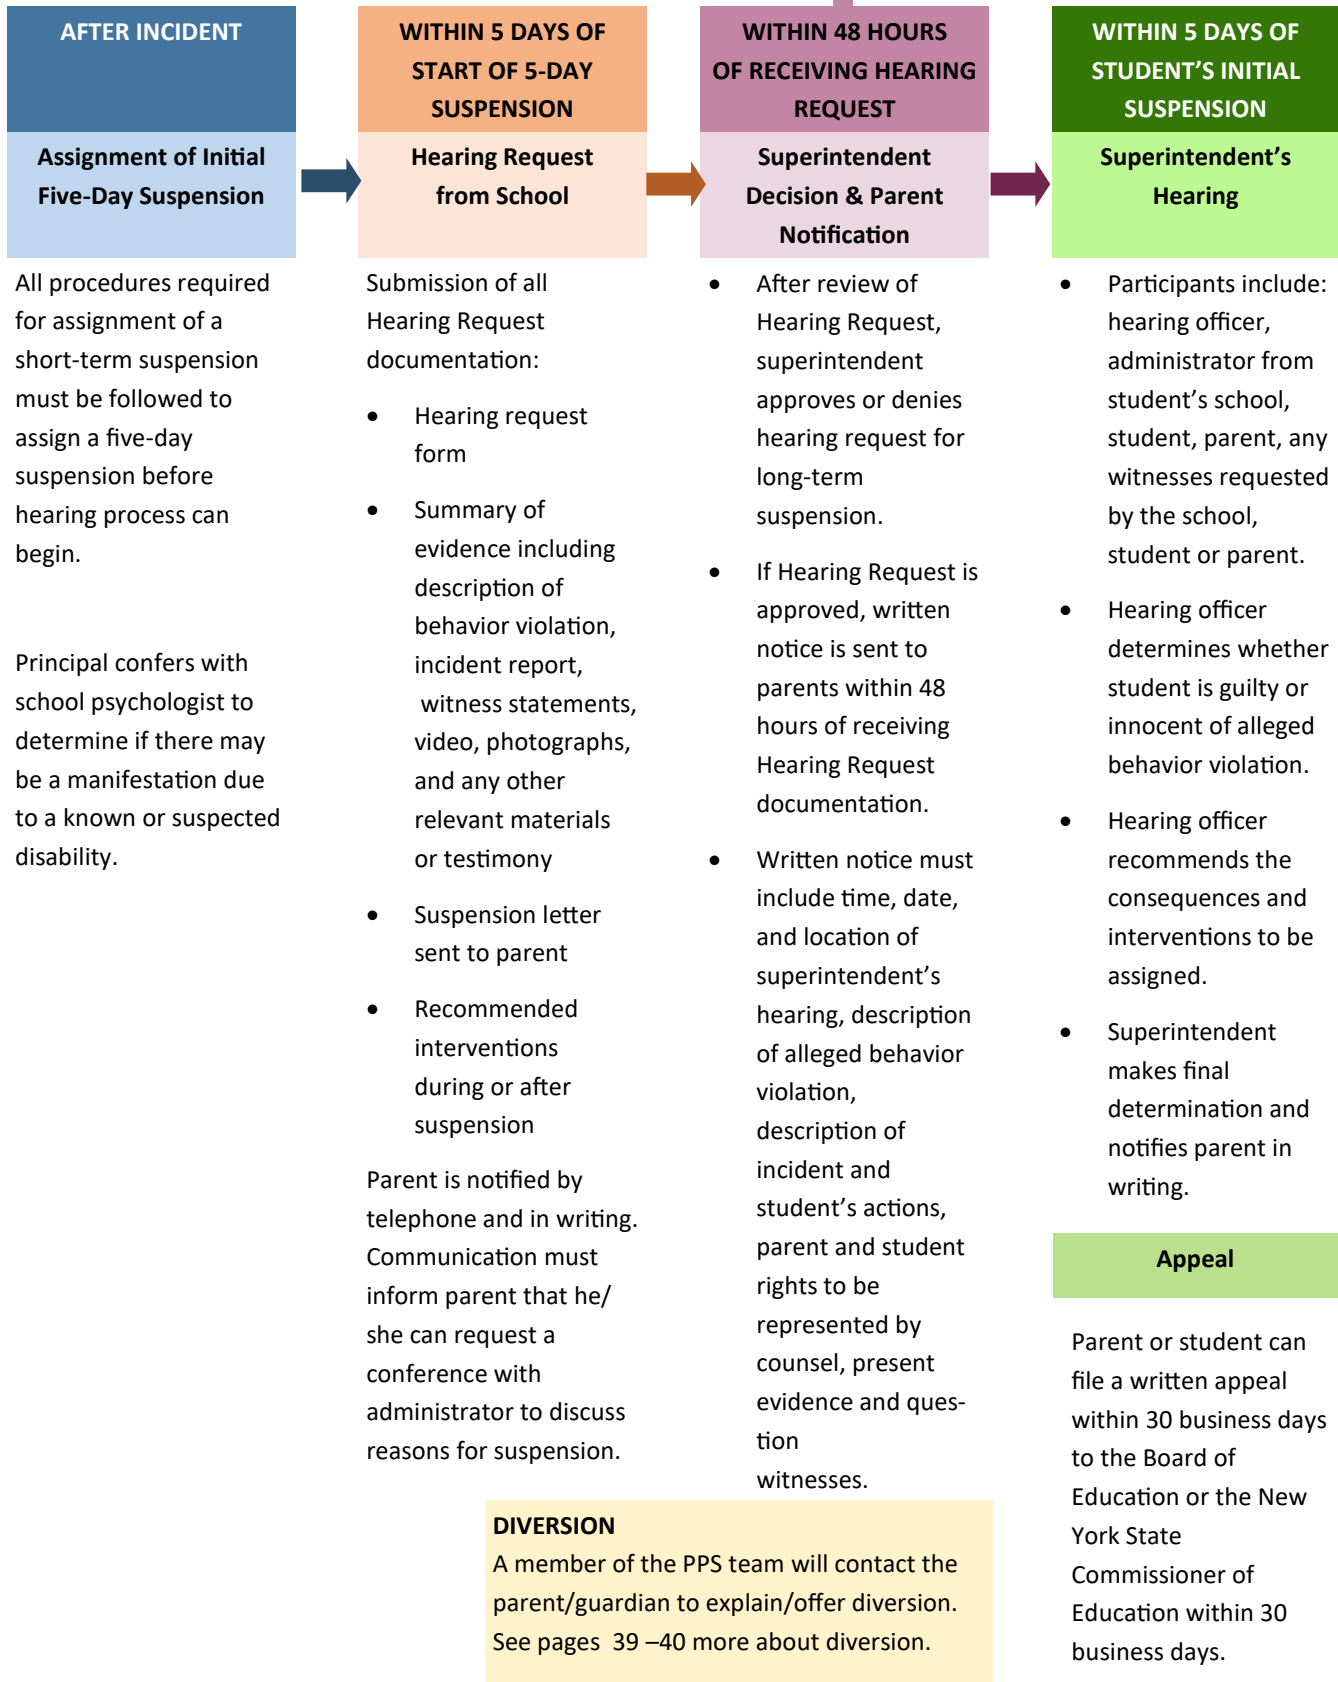 AFTER INCIDENT
Assignment of Initial
Five-Day Suspension
All procedures required
for assignment of a
short-term suspension
must be followed to
assign a five-day
suspension before
hearing process can
begin.
Principal confers with
school psychologist to
determine if there may
be a manifestation due
to a known or suspected
disability.
WITHIN 5 DAYS OF
START OF 5-DAY
SUSPENSION
Hearing Request
from School
Submission of all
Hearing Request
documentation:
• Hearing request
form
• Summary of
evidence including
description of
behavior violation,
incident report,
witness statements,
video, photographs,
and any other
relevant materials
or testimony
• Suspension letter
sent to parent
• Recommended
interventions
during or after
suspension
Parent is notified by
telephone and in writing.
Communication must
inform parent that he/
she can request a
conference with
administrator to discuss
reasons for suspension.
WITHIN 48 HOURS
OF RECEIVING HEARING
REQUEST
Superintendent
Decision & Parent
Notification
• After review of
Hearing Request,
superintendent
approves or denies
hearing request for
long-term
suspension.
• If Hearing Request is
approved, written
notice is sent to
parents within 48
hours of receiving
Hearing Request
documentation.
• Written notice must
include time, date,
and location of
superintendent's
hearing, description
of alleged behavior
violation,
description of
incident and
student's actions,
parent and student
rights to be
represented by
counsel, present
evidence and ques-
tion
witnesses.
DIVERSION
A member of the PPS team will contact the
parent/guardian to explain/offer diversion.
See pages 39 –40 more about diversion.
WITHIN 5 DAYS OF
STUDENT'S INITIAL
SUSPENSION
Superintendent's
Hearing
• Participants include:
hearing officer,
administrator from
student's school,
student, parent, any
witnesses requested
by the school,
student or parent.
• Hearing officer
determines whether
student is guilty or
innocent of alleged
behavior violation.
• Hearing officer
recommends the
consequences and
interventions to be
assigned.
• Superintendent
makes final
determination and
notifies parent in
writing.
Appeal
Parent or student can
file a written appeal
within 30 business days
to the Board of
Education or the New
York State
Commissioner of
Education within 30
business days.